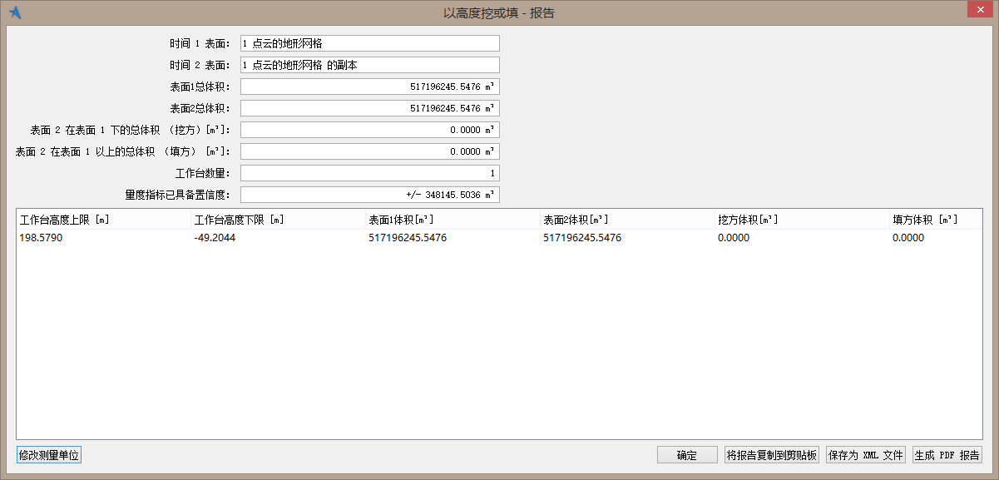 以高度挖或填 - 报告
时间 1 表面: 1 点云的地形网格
时间 2 表面: 1 点云的地形网格 的副本
表面1总体积: 517196245.5476 m³
表面2总体积: 517196245.5476 m³
表面 2 在表面 1 下的总体积 （挖方）[m³]: 0.0000 m³
表面 2 在表面 1 以上的总体积 （填方） [m³]: 0.0000 m³
工作台数量: 1
量度指标已具备置信度: +/- 348145.5036 m³
工作台高度上限 [m] 工作台高度下限 [m] 表面1体积[m³] 表面2体积[m³] 挖方体积[m³] 填方体积 [m³]
198.5790 -49.2044 517196245.5476 517196245.5476 0.0000 0.0000
修改测量单位 确定 将报告复制到剪贴板 保存为 XML 文件 生成 PDF 报告